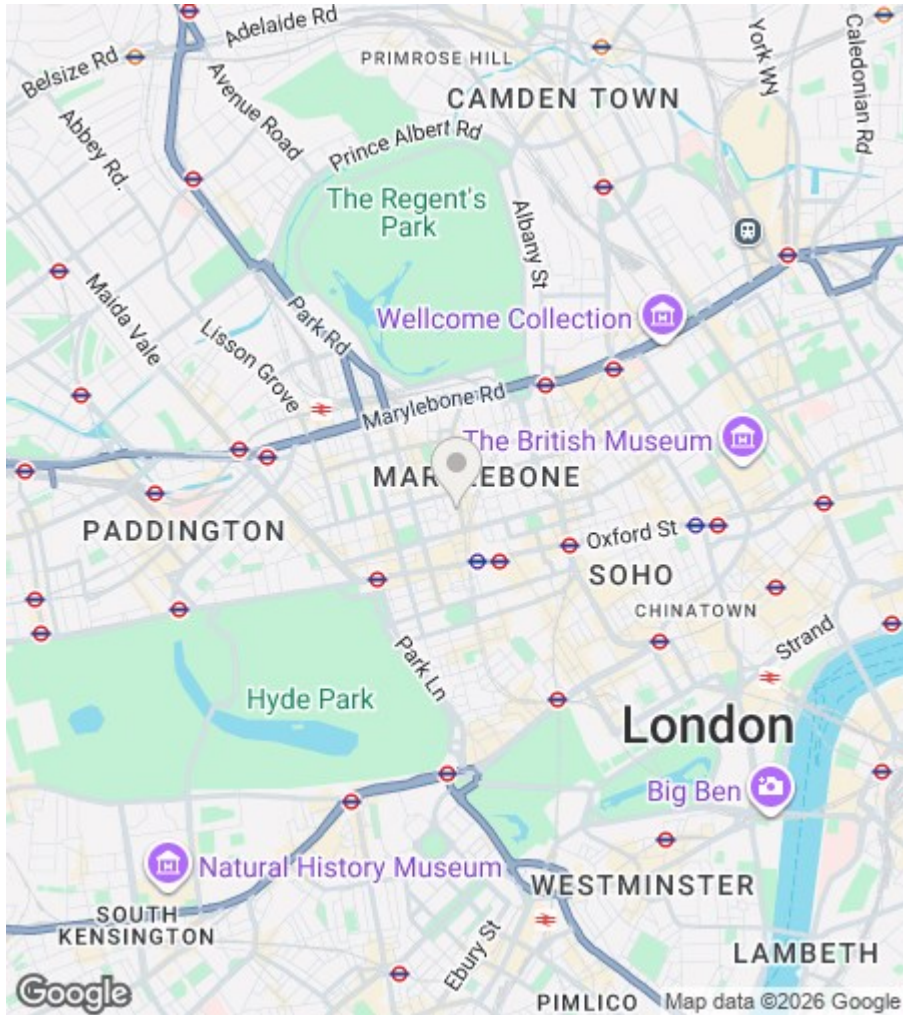 Adelaide Rd
Belsize Rd
PRIMROSE HILL
York Wy
Caledonian Rd
Avenue Road
CAMDEN TOWN
Abbey Rd.
Prince Albert Rd
The Regent's
Park
Albany St
Maida Vale
Lisson Grove
Park Rd
Wellcome Collection
Marylebone Rd
The British Museum
MARYLEBONE
PADDINGTON
Oxford St
SOHO
CHINATOWN
Strand
Park Ln
Hyde Park
London
Big Ben
Natural History Museum
WESTMINSTER
SOUTH
KENSINGTON
Ebury St
LAMBETH
PIMLICO
Google
Map data ©2026 Google